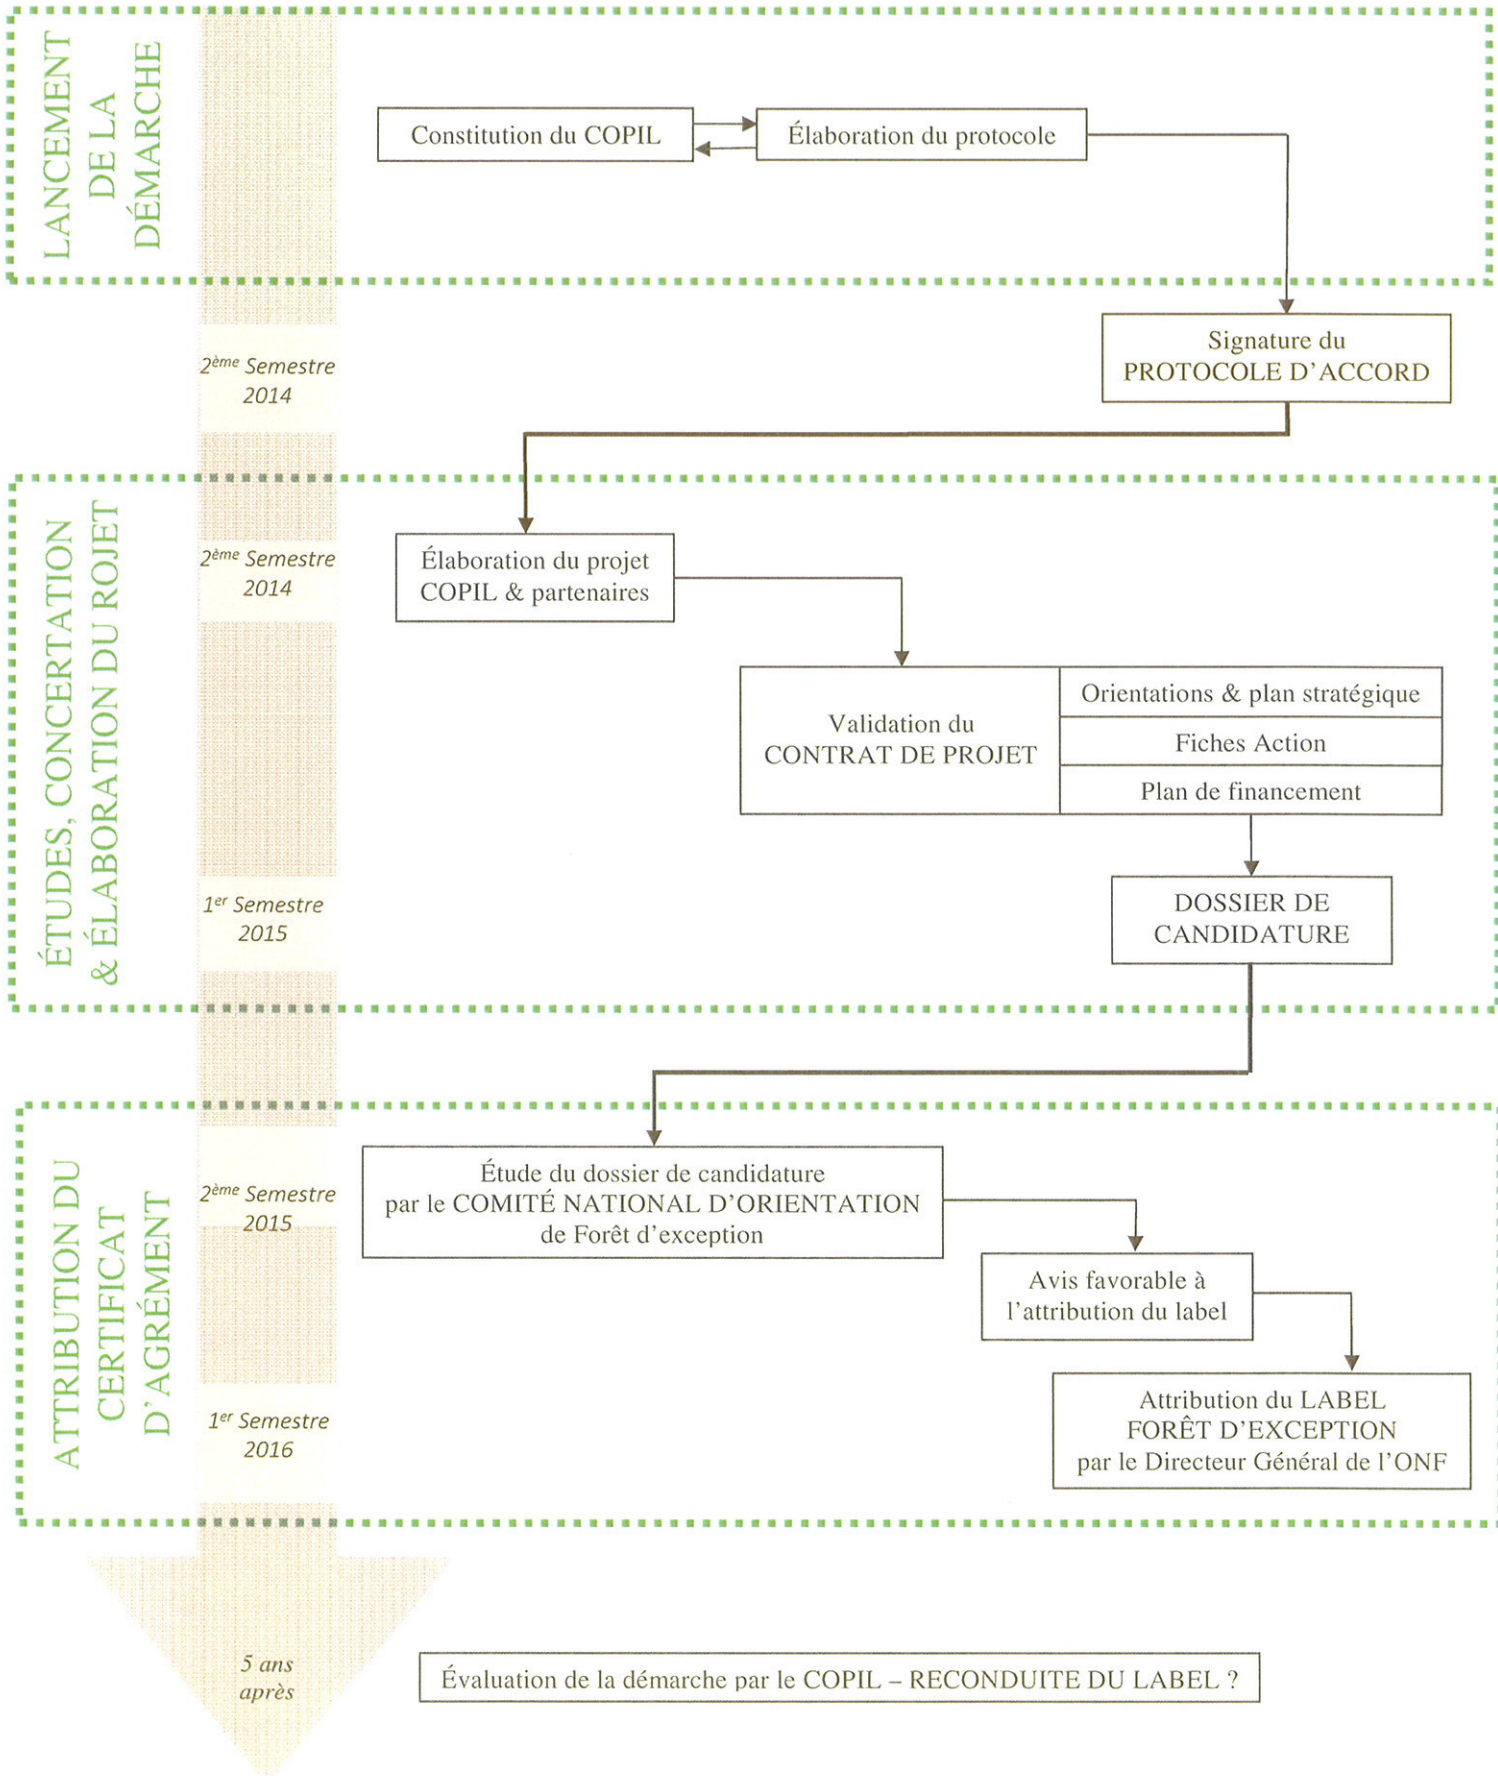 LANCEMENT
DE LA
DÉMARCHE
Constitution du COPIL
Élaboration du protocole
2ème Semestre
2014
Signature du
PROTOCOLE D'ACCORD
ÉTUDES, CONCERTATION
& ÉLABORATION DU ROJET
2ème Semestre
2014
Élaboration du projet
COPIL & partenaires
Validation du
CONTRAT DE PROJET
Orientations & plan stratégique
Fiches Action
Plan de financement
1er Semestre
2015
DOSSIER DE
CANDIDATURE
ATTRIBUTION DU
CERTIFICAT
D'AGRÉMENT
2ème Semestre
2015
Étude du dossier de candidature
par le COMITÉ NATIONAL D'ORIENTATION
de Forêt d'exception
Avis favorable à
l'attribution du label
1er Semestre
2016
Attribution du LABEL
FORÊT D'EXCEPTION
par le Directeur Général de l'ONF
5 ans
après
Évaluation de la démarche par le COPIL – RECONDUITE DU LABEL ?